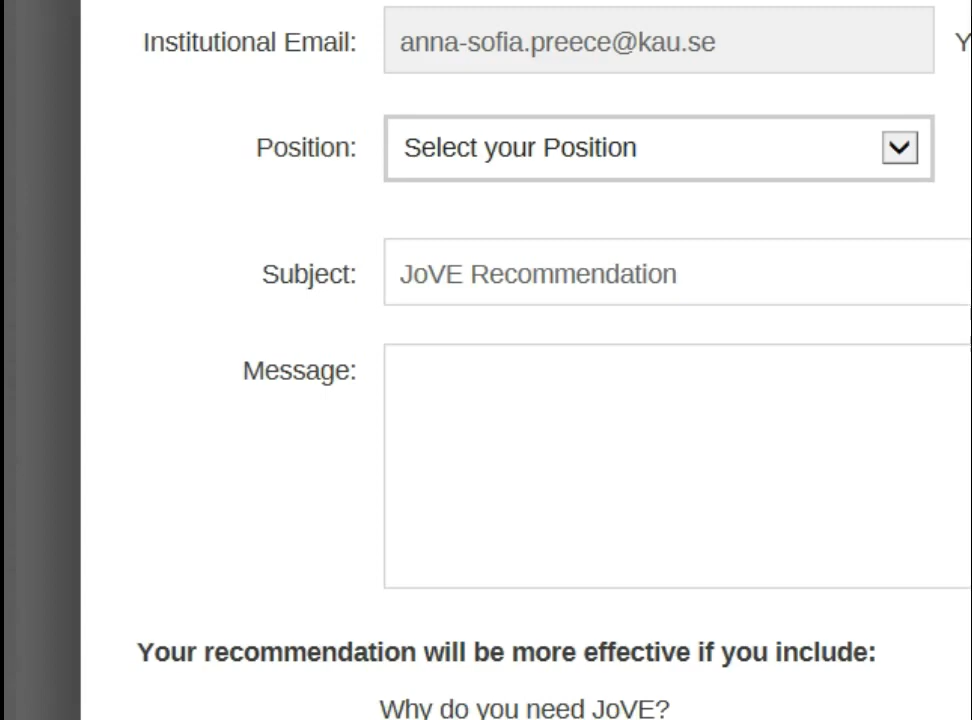 Institutional Email: anna-sofia.preece@kau.se
Position: Select your Position
Subject: JoVE Recommendation
Message:
Your recommendation will be more effective if you include:
Why do you need JoVE?